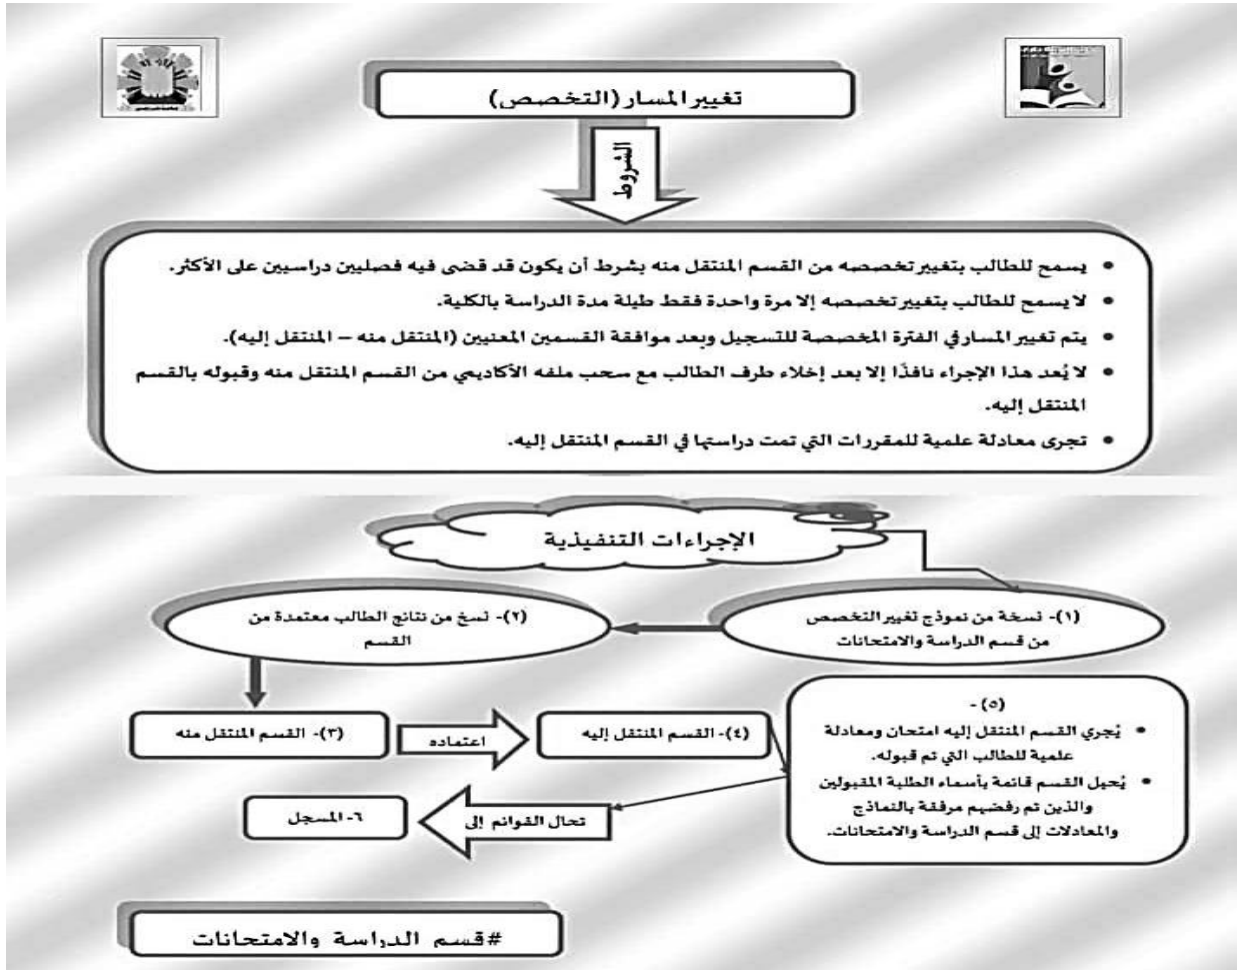 تغيير المسار (التخصص)
الشروط
• يسمح للطالب بتغيير تخصصه من القسم المنتقل منه بشرط أن يكون قد قضى فيه فصليين دراسيين على الأكثر.
• لا يسمح للطالب بتغيير تخصصه إلا مرة واحدة فقط طيلة مدة الدراسة بالكلية.
• يتم تغيير المسار في الفترة المخصصة للتسجيل وبعد موافقة القسمين المعنيين (المنتقل منه – المنتقل إليه).
• لا يُعد هذا الإجراء نافذًا إلا بعد إخلاء طرف الطالب مع سحب ملفه الأكاديمي من القسم المنتقل منه وقبوله بالقسم
المنتقل إليه.
• تجرى معادلة علمية للمقررات التي تمت دراستها في القسم المنتقل إليه.
الإجراءات التنفيذية
(١)- نسخة من نموذج تغيير التخصص
من قسم الدراسة والامتحانات
(٢)- نسخ من نتائج الطالب معتمدة من
القسم
(٣)- القسم المنتقل منه
اعتماده
(٤)- القسم المنتقل إليه
(٥) -
• يُجري القسم المنتقل إليه امتحان ومعادلة
علمية للطالب التي تم قبوله.
• يُحيل القسم قائمة بأسماء الطلبة المقبولين
والذين تم رفضهم مرفقة بالنماذج
والمعادلات إلى قسم الدراسة والامتحانات.
تحال القوائم إلى
٦- المسجل
#قسم الدراسة والامتحانات